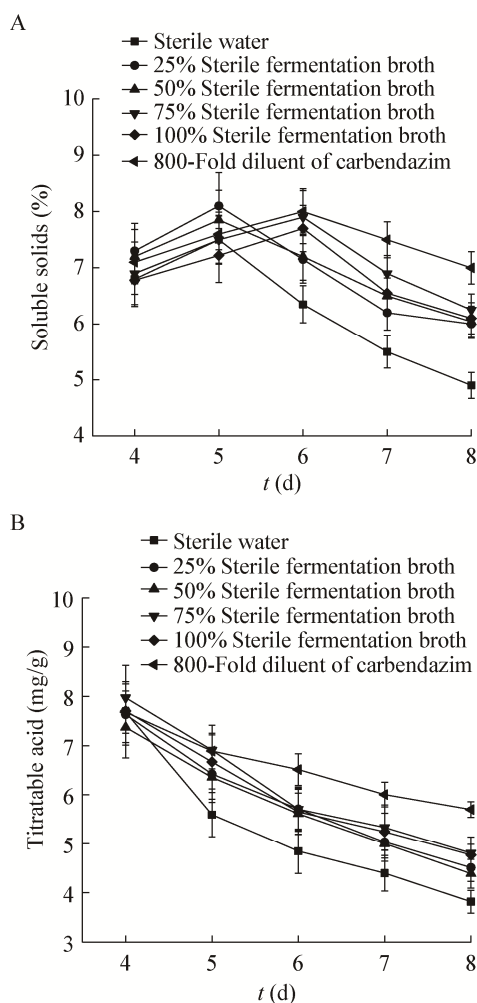 A
Sterile water
25% Sterile fermentation broth
50% Sterile fermentation broth
75% Sterile fermentation broth
100% Sterile fermentation broth
800-Fold diluent of carbendazim
10
9
8
7
6
5
4
Soluble solids (%)
4 5 6 7 8
t (d)
B
Sterile water
25% Sterile fermentation broth
50% Sterile fermentation broth
75% Sterile fermentation broth
100% Sterile fermentation broth
800-Fold diluent of carbendazim
10
9
8
7
6
5
4
3
Titratable acid (mg/g)
4 5 6 7 8
t (d)